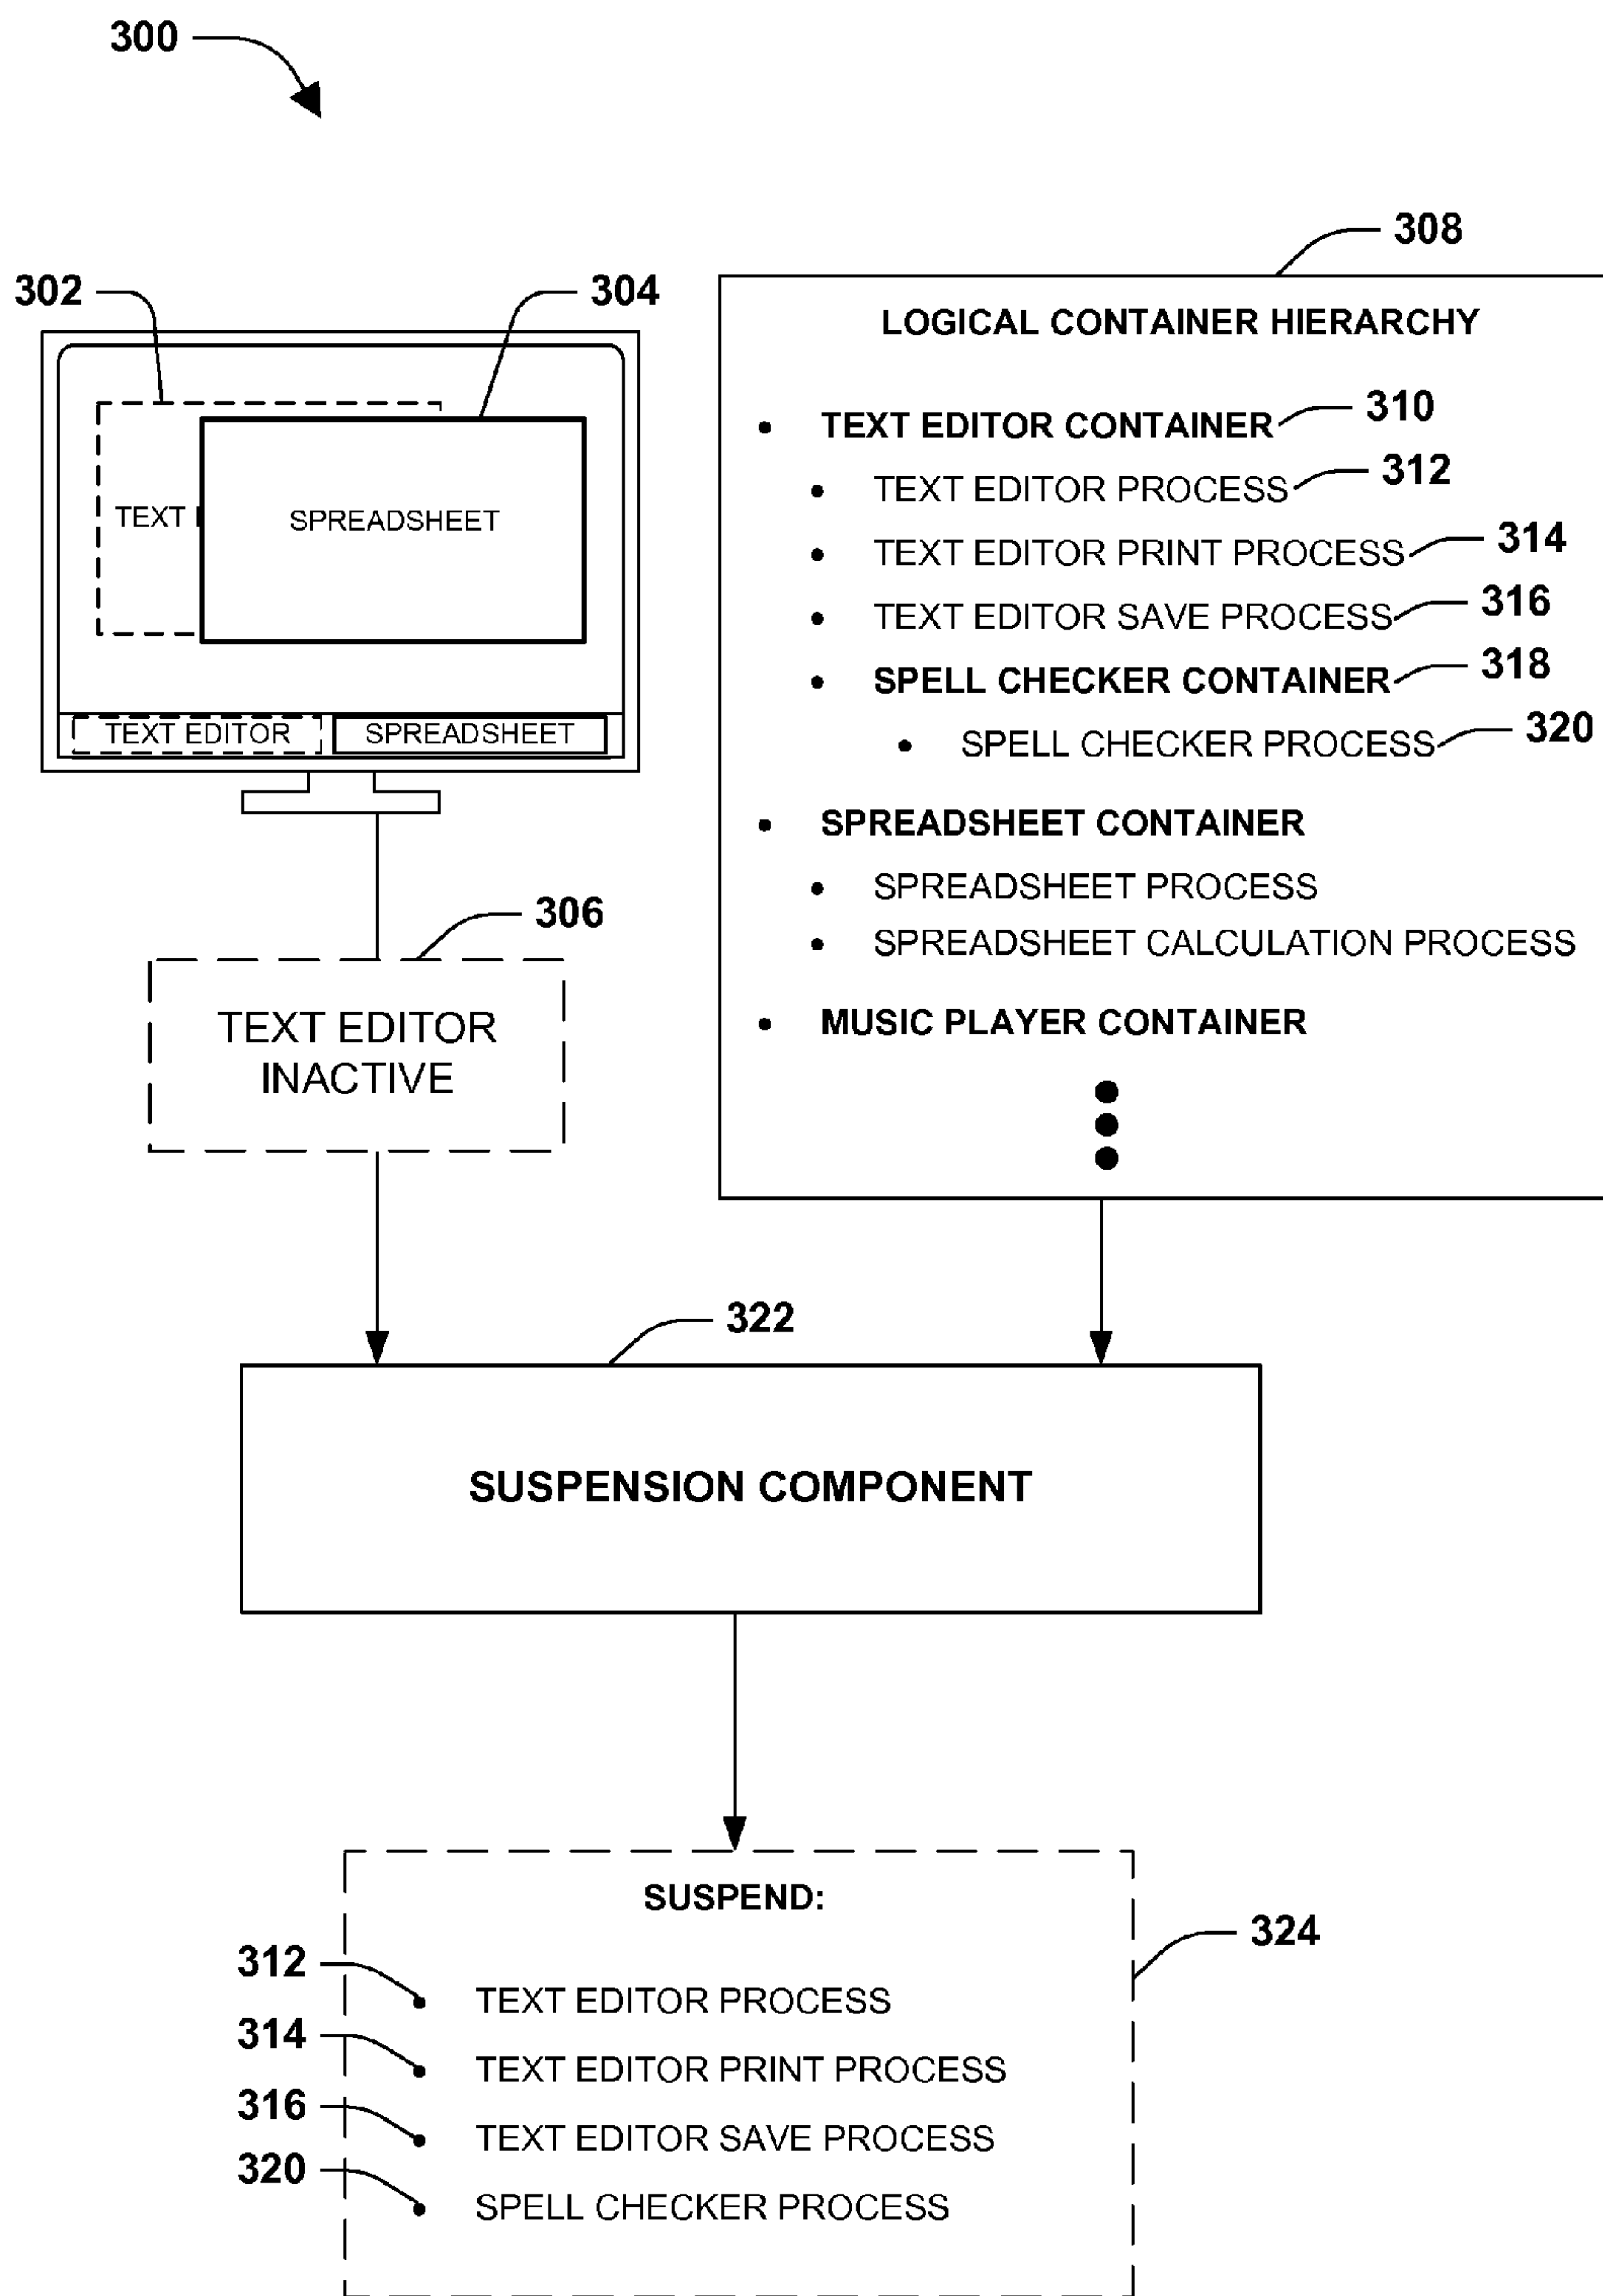 300
308
302
304
LOGICAL CONTAINER HIERARCHY
• TEXT EDITOR CONTAINER 310
• TEXT EDITOR PROCESS 312
• TEXT EDITOR PRINT PROCESS 314
• TEXT EDITOR SAVE PROCESS 316
• SPELL CHECKER CONTAINER 318
• SPELL CHECKER PROCESS 320
• SPREADSHEET CONTAINER
• SPREADSHEET PROCESS
• SPREADSHEET CALCULATION PROCESS
• MUSIC PLAYER CONTAINER
TEXT
SPREADSHEET
TEXT EDITOR
SPREADSHEET
306
TEXT EDITOR
INACTIVE
322
SUSPENSION COMPONENT
SUSPEND:
324
312 • TEXT EDITOR PROCESS
314 • TEXT EDITOR PRINT PROCESS
316 • TEXT EDITOR SAVE PROCESS
320 • SPELL CHECKER PROCESS